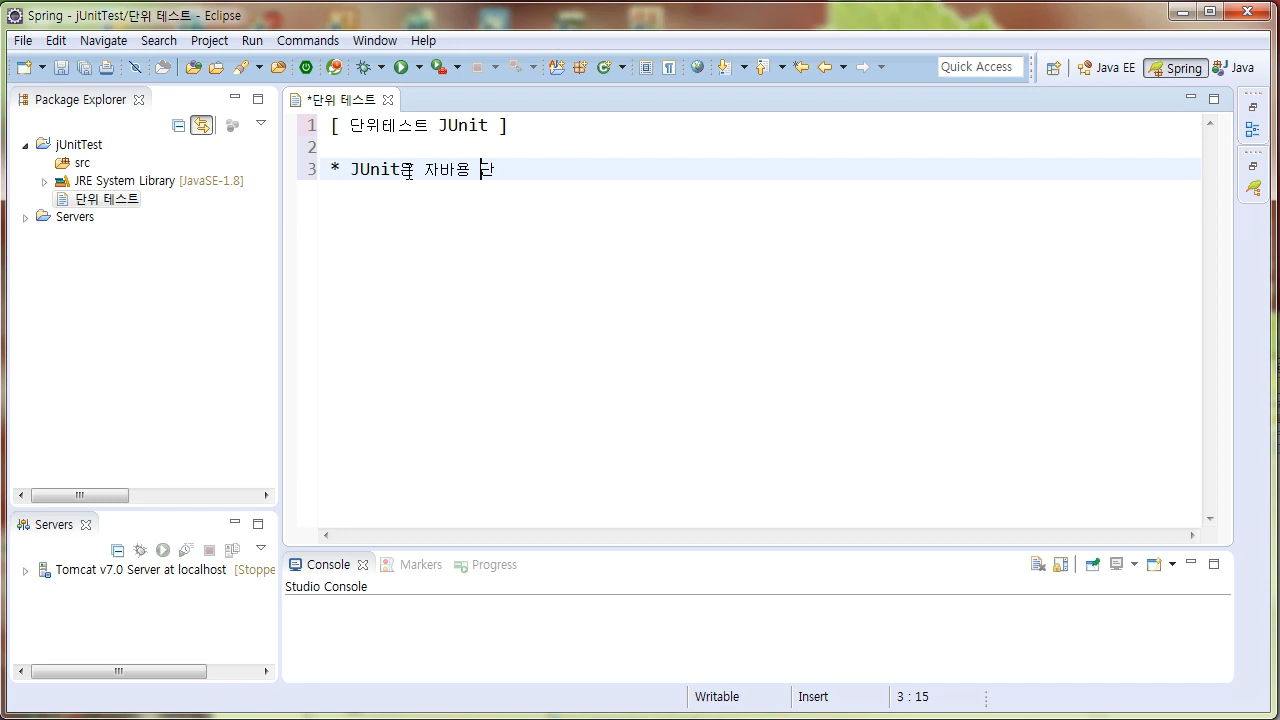 Spring - jUnitTest/단위 테스트 - Eclipse
File Edit Navigate Search Project Run Commands Window Help
Quick Access Java EE Spring Java
Package Explorer
*단위 테스트
jUnitTest
src
JRE System Library [JavaSE-1.8]
단위 테스트
Servers
1 [ 단위테스트 JUnit ]
2
3 * JUnit은 자바용 단
Servers
Tomcat v7.0 Server at localhost [Stoppe
Console Markers Progress
Studio Console
Writable Insert 3 : 15